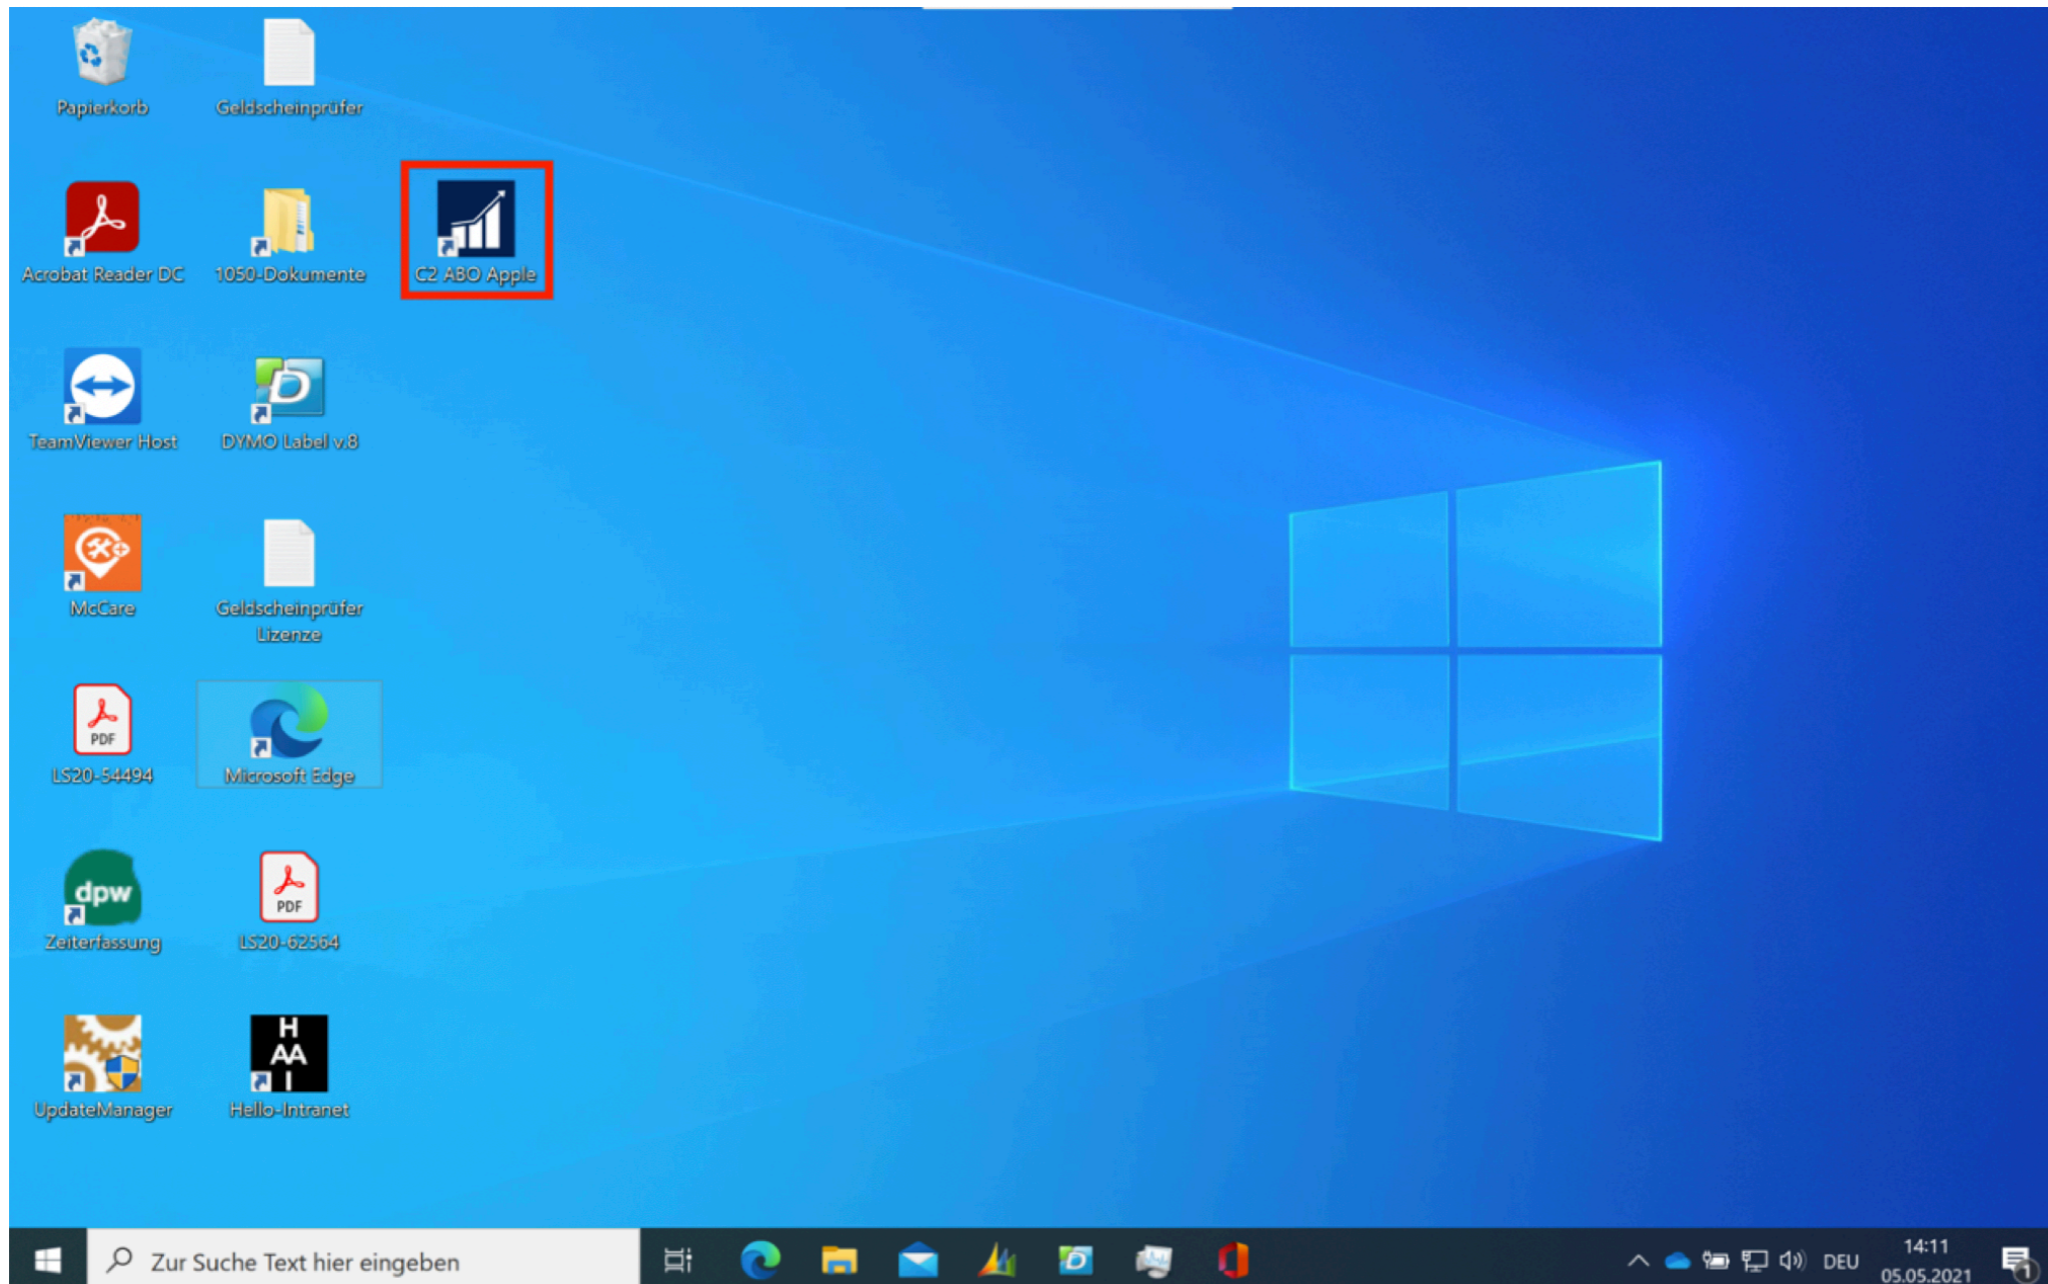 Papierkorb
Geldscheinprüfer
Acrobat Reader DC
1050-Dokumente
C2 ABO Apple
TeamViewer Host
DYMO Label v.8
McCare
Geldscheinprüfer
Lizenze
PDF
LS20-54494
Microsoft Edge
dpw
Zeiterfassung
PDF
LS20-62564
UpdateManager
H
AA
I
Hello-Intranet
Zur Suche Text hier eingeben
DEU
14:11
05.05.2021
1